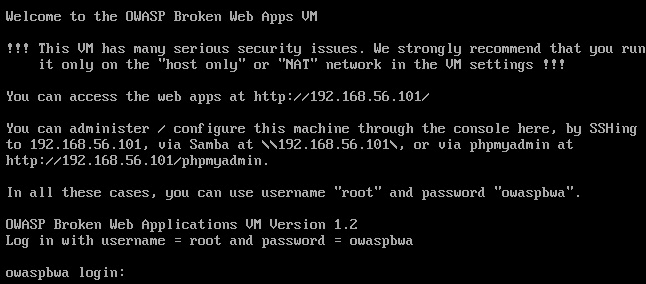 Welcome to the OWASP Broken Web Apps VM
!!! This VM has many serious security issues. We strongly recommend that you run
it only on the "host only" or "NAT" network in the VM settings !!!
You can access the web apps at http://192.168.56.101/
You can administer / configure this machine through the console here, by SSHing
to 192.168.56.101, via Samba at \\192.168.56.101\, or via phpmyadmin at
http://192.168.56.101/phpmyadmin.
In all these cases, you can use username "root" and password "owaspbwa".
OWASP Broken Web Applications VM Version 1.2
Log in with username = root and password = owaspbwa
owaspbwa login: